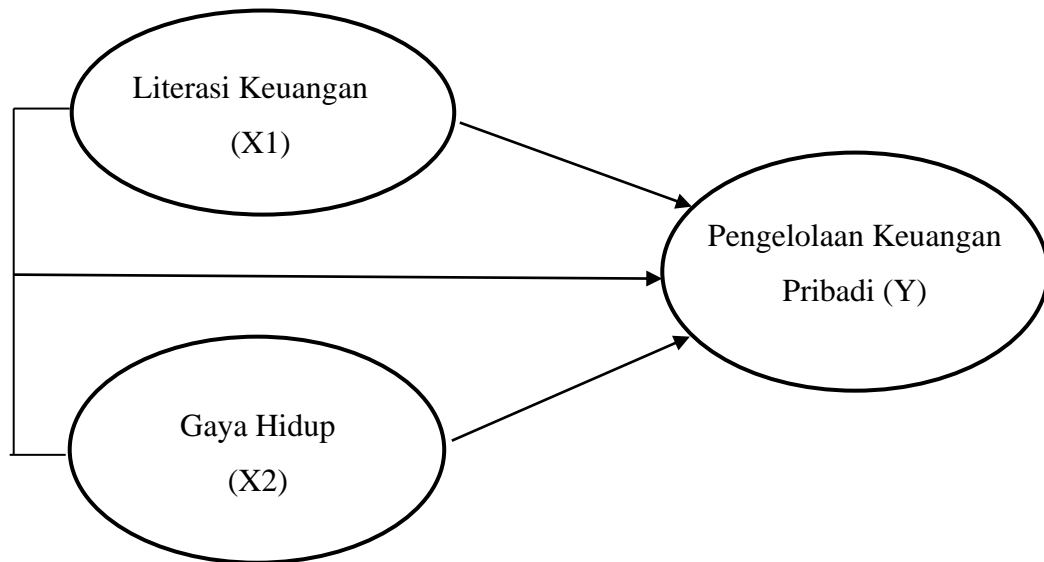 Literasi Keuangan
(X1)
Pengelolaan Keuangan
Pribadi (Y)
Gaya Hidup
(X2)